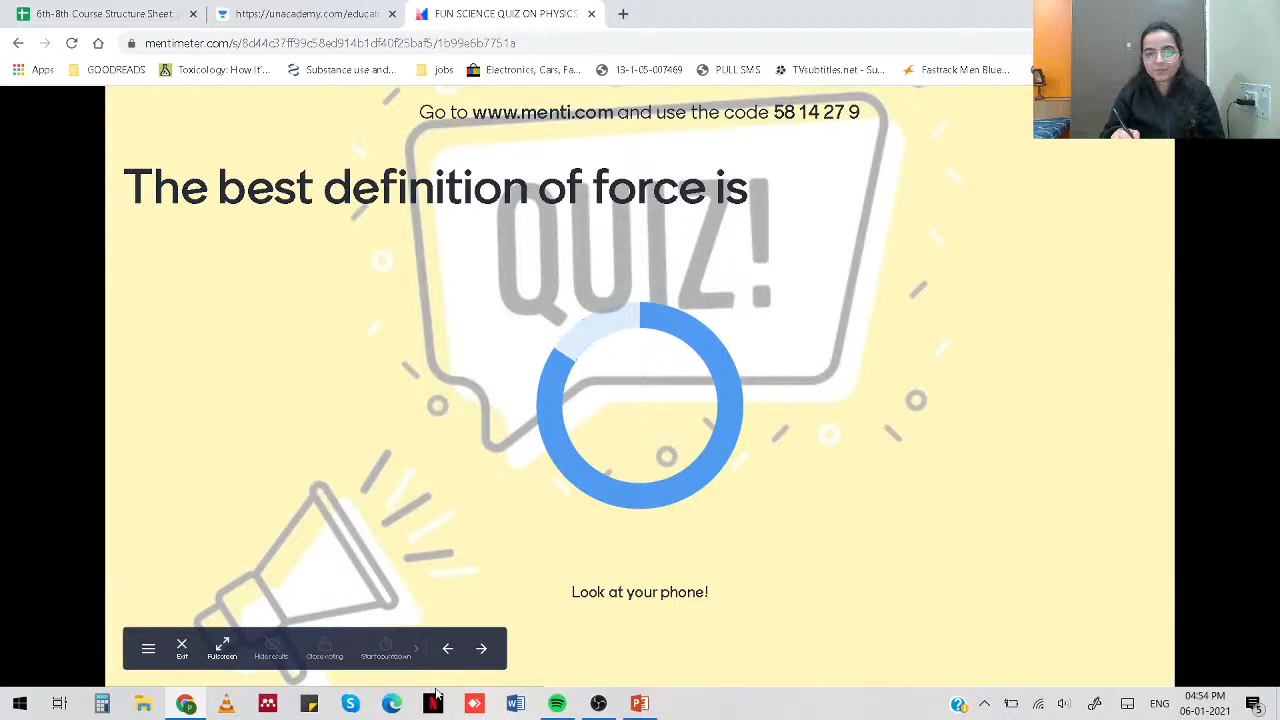 6th-8th Course Structure Sheet_
https://unacademy.com/educat
FUN SCIENCE QUIZ ON PHYSICS
mentimeter.com/s/8d44c37ff99c58ed914b1df40f25baf5/
Apps
GOODREADS
Toxicology: How It'...
Substance use and...
jobs
Electronics, Cars, Fa...
13-1-05-007469
PULL SMS
TVsubtitles.net - Su...
Fastrack Men Blue...
Go to www.menti.com and use the code 58 14 27 9
The best definition of force is
QUIZ!
Look at your phone!
Exit
Fullscreen
Hide results
Close voting
Start countdown
04:54 PM
ENG
06-01-2021
5